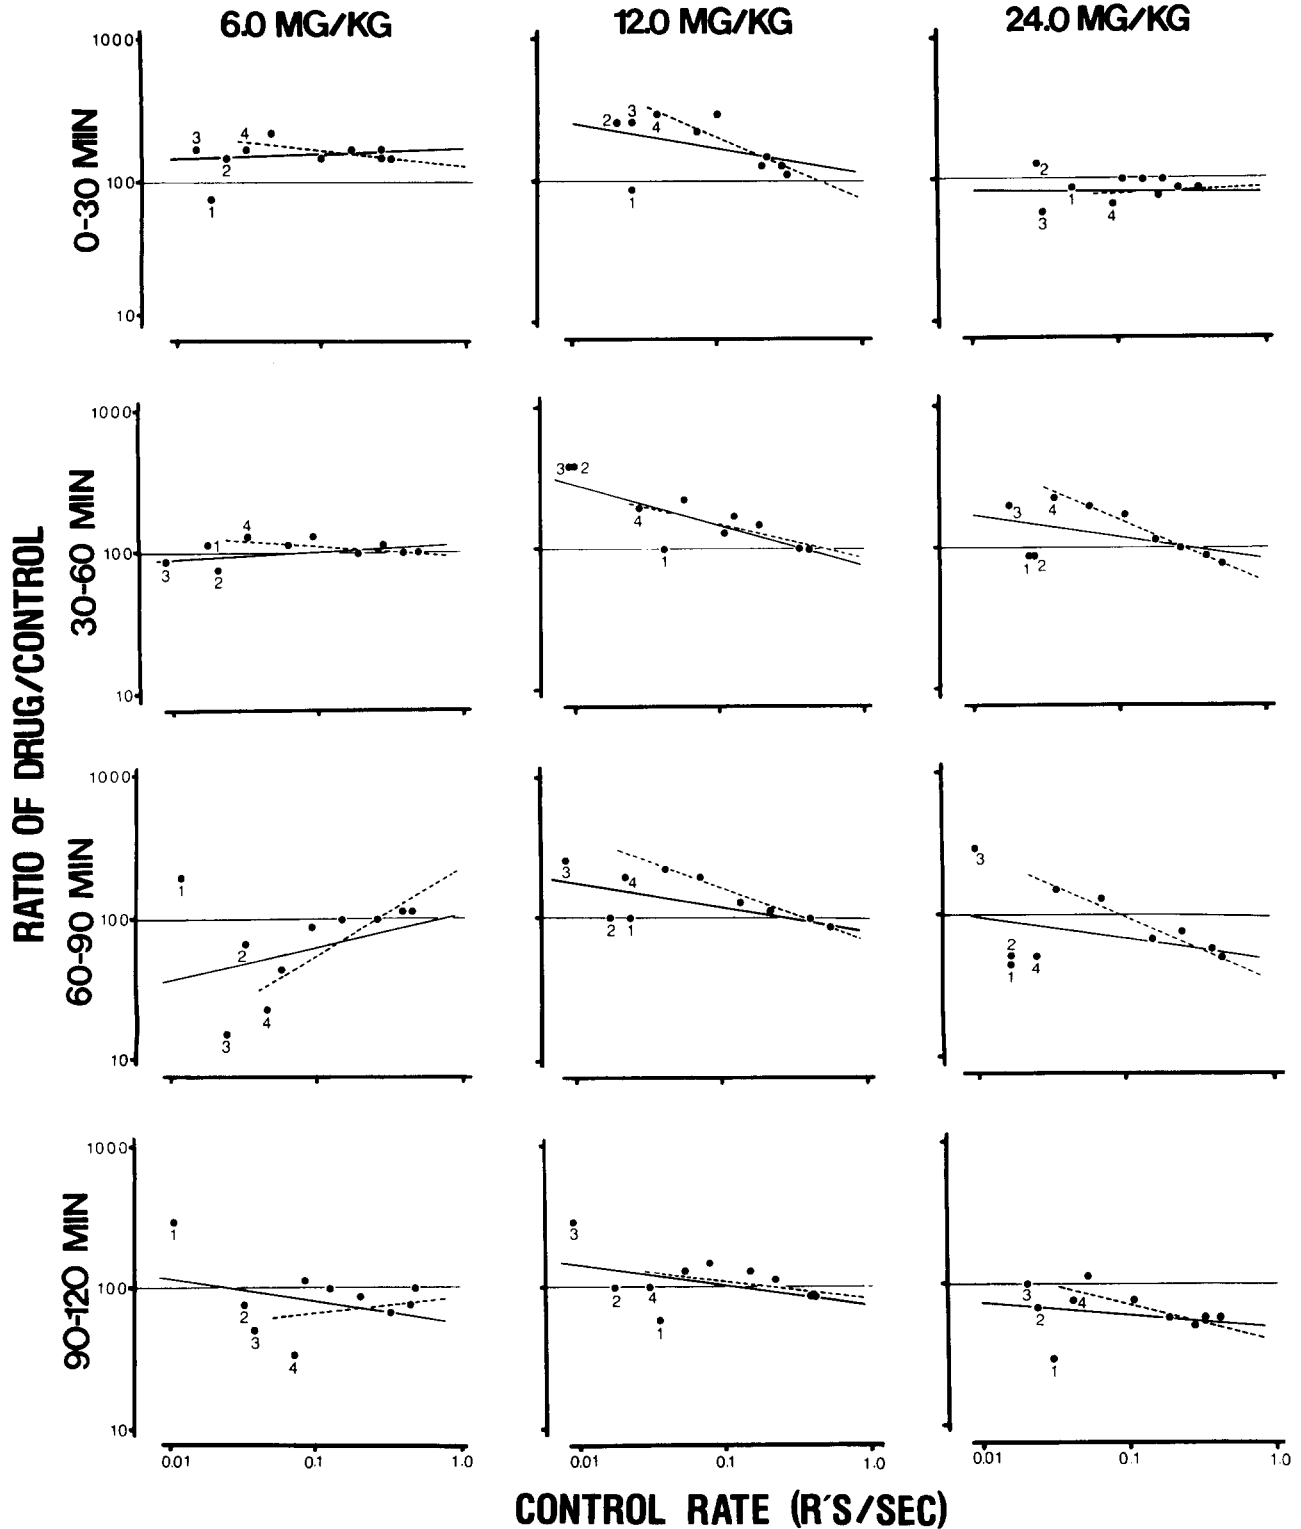 6.0 MG/KG 12.0 MG/KG 24.0 MG/KG
RATIO OF DRUG/CONTROL
0-30 MIN
1000
100
10
3 4 2 1
2 3 4 1
2 1 3 4
30-60 MIN
1000
100
10
4 1 3 2
3 2 4 1
3 4 1 2
60-90 MIN
1000
100
10
1 2 4 3
3 4 2 1
3 2 1 4
90-120 MIN
1000
100
10
1 2 3 4
3 2 4 1
3 4 2 1
0.01 0.1 1.0 0.01 0.1 1.0 0.01 0.1 1.0
CONTROL RATE (R'S/SEC)